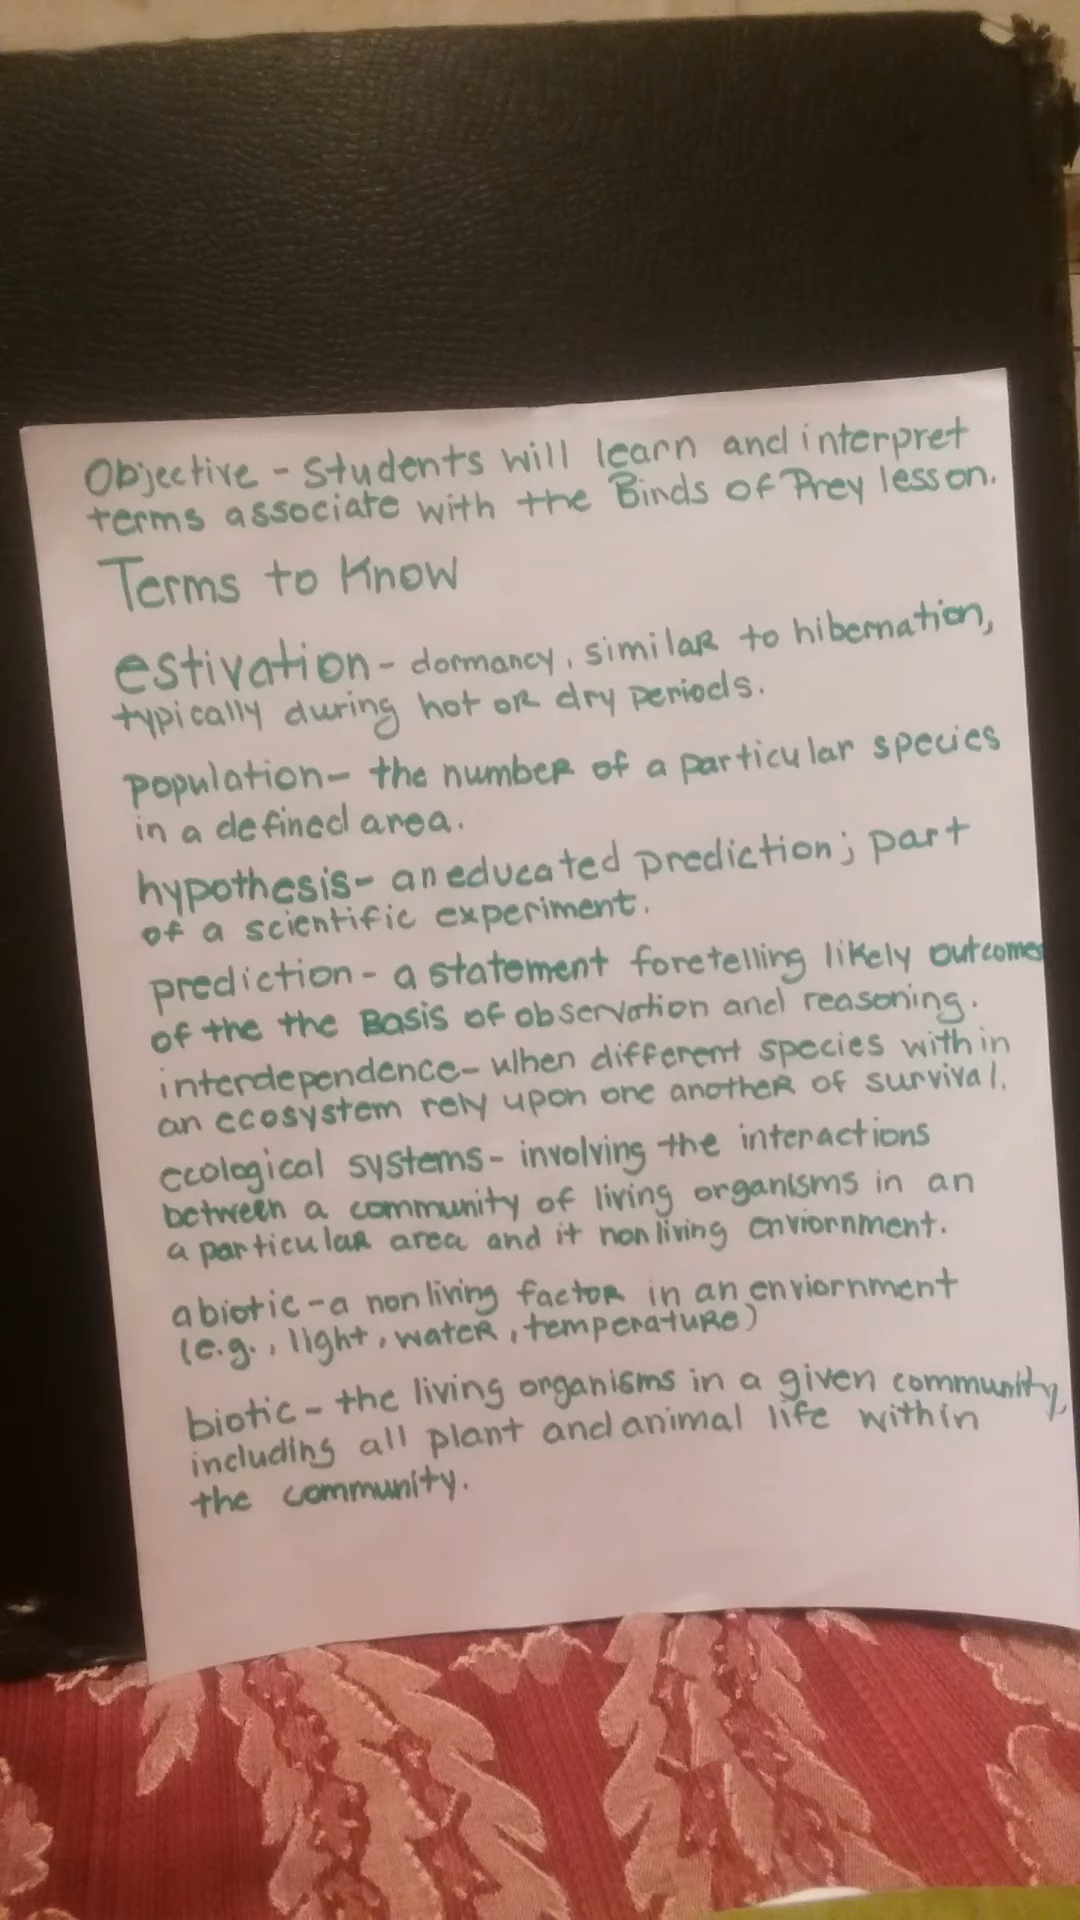 Objective - Students will learn and interpret
terms associate with the Binds of Prey lesson.
Terms to Know
estivation - dormancy, similar to hibernation,
typically during hot or dry periods.
population - the number of a particular species
in a defined area.
hypothesis - an educated prediction; part
of a scientific experiment.
prediction - a statement foretelling likely outcomes
of the the Basis of observation and reasoning.
interdependence - when different species within
an ecosystem rely upon one another of survival.
ecological systems - involving the interactions
between a community of living organisms in an
a particular area and it nonliving enviornment.
abiotic - a nonliving factor in an enviornment
(e.g., light, water, temperature)
biotic - the living organisms in a given community,
including all plant and animal life within
the community.